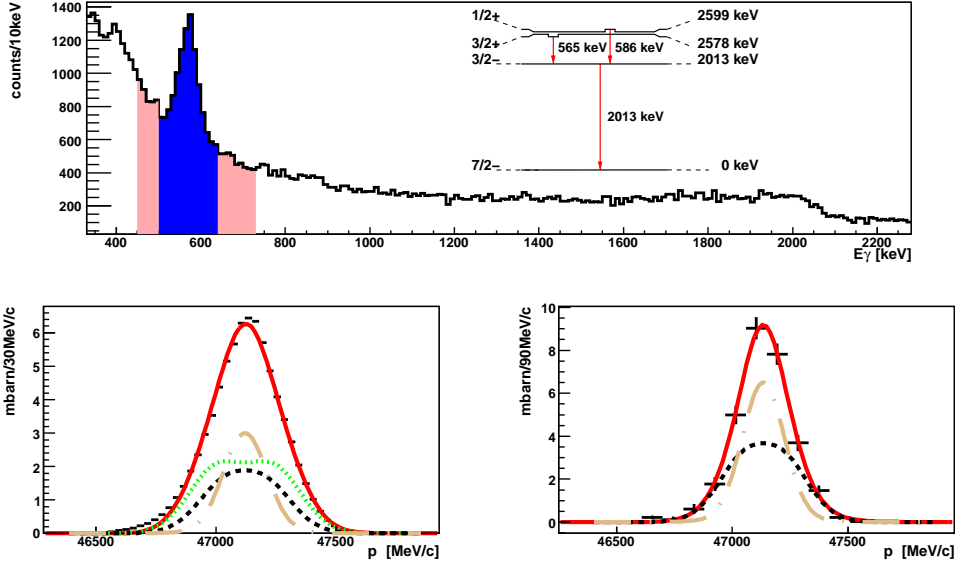 counts/10keV
1400
1200
1000
800
600
400
200
400 600 800 1000 1200 1400 1600 1800 2000 2200
Eγ [keV]
1/2+ 2599 keV
3/2+ 565 keV 586 keV 2578 keV
3/2− 2013 keV
2013 keV
7/2− 0 keV
mbarn/30MeV/c
6
5
4
3
2
1
0
46500 47000 47500
p [MeV/c]
mbarn/90MeV/c
10
8
6
4
2
0
46500 47000 47500
p [MeV/c]